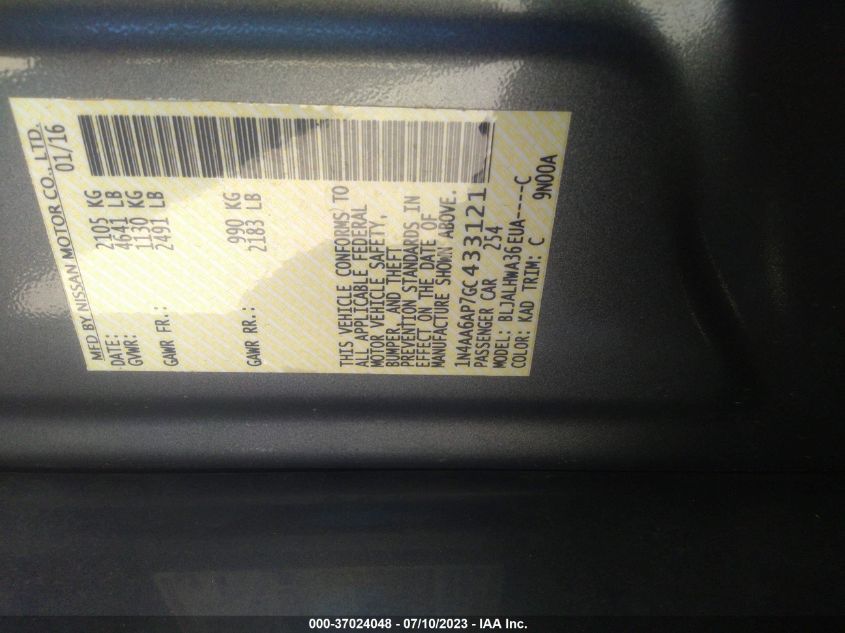 MFD BY NISSAN MOTOR CO., LTD.
DATE: 01/16
GVWR: 2105 KG
4641 LB
GAWR FR.: 1130 KG
2491 LB
GAWR RR.: 990 KG
2183 LB
THIS VEHICLE CONFORMS TO
ALL APPLICABLE FEDERAL
MOTOR VEHICLE SAFETY,
BUMPER, AND THEFT
PREVENTION STANDARDS IN
EFFECT ON THE DATE OF
MANUFACTURE SHOWN ABOVE.
1N4AA6AP7GC433121
PASSENGER CAR 254
MODEL: BLJALHWA36EUA-----C
COLOR: KAD TRIM: C 9N00A
000-37024048 - 07/10/2023 - IAA Inc.